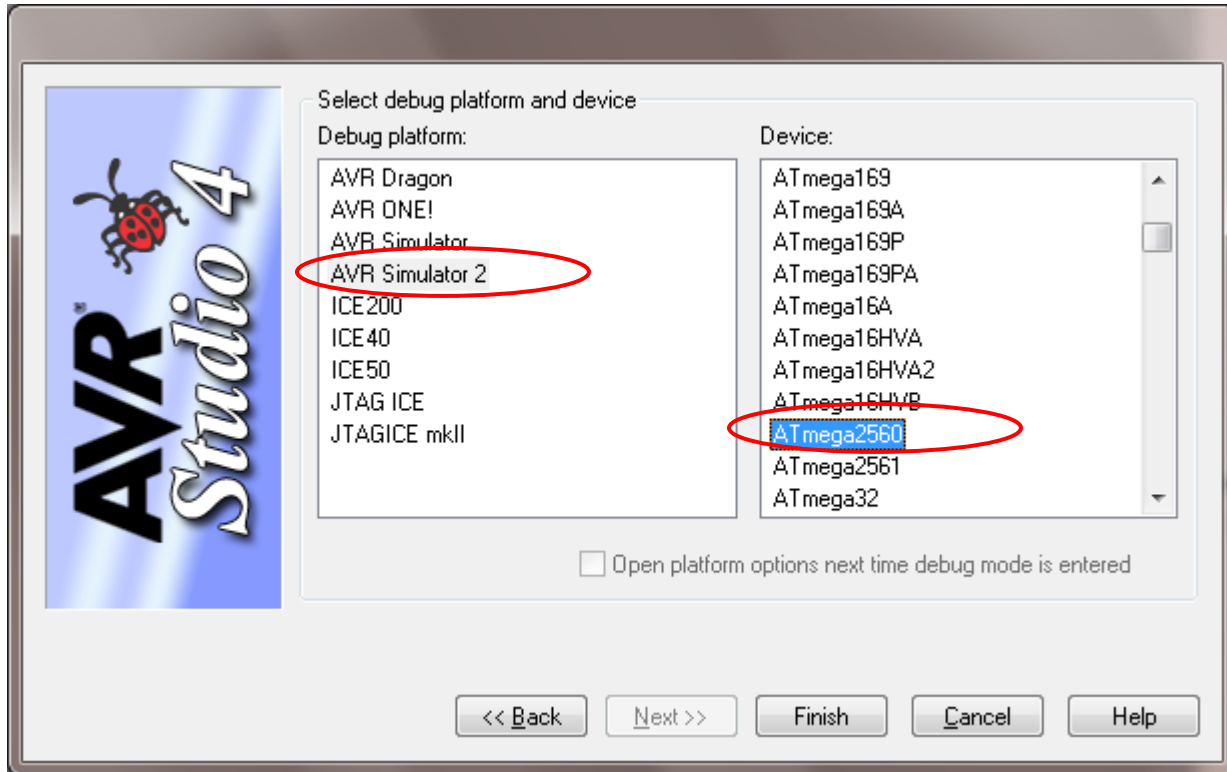 AVR
Studio 4
Select debug platform and device
Debug platform:
AVR Dragon
AVR ONE!
AVR Simulator
AVR Simulator 2
ICE200
ICE40
ICE50
JTAG ICE
JTAGICE mkII
Device:
ATmega169
ATmega169A
ATmega169P
ATmega169PA
ATmega16A
ATmega16HVA
ATmega16HVA2
ATmega16HVB
ATmega2560
ATmega2561
ATmega32
Open platform options next time debug mode is entered
<< Back
Next >>
Finish
Cancel
Help